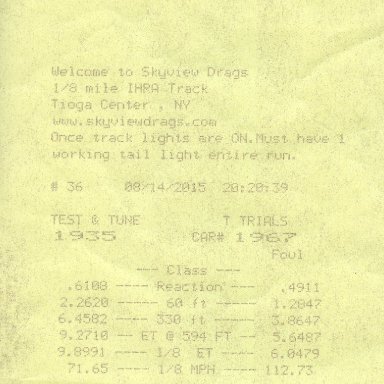 Welcome to Skyview Drags
1/8 mile IHRA Track
Tioga Center , NY
www.skyviewdrags.com
Once track lights are ON.Must have 1
working tail light entire run.
# 36 08/14/2015 20:20:39
TEST & TUNE T TRIALS
1935 CAR# 1967
Foul
--- Class ---
.6108 ---- Reaction ---- .4911
2.2620 ---- 60 ft ---- 1.2847
6.4582 ---- 330 ft ---- 3.8647
9.2710 -- ET @ 594 FT -- 5.6487
9.8991 ---- 1/8 ET ---- 6.0479
71.65 ---- 1/8 MPH ---- 112.73